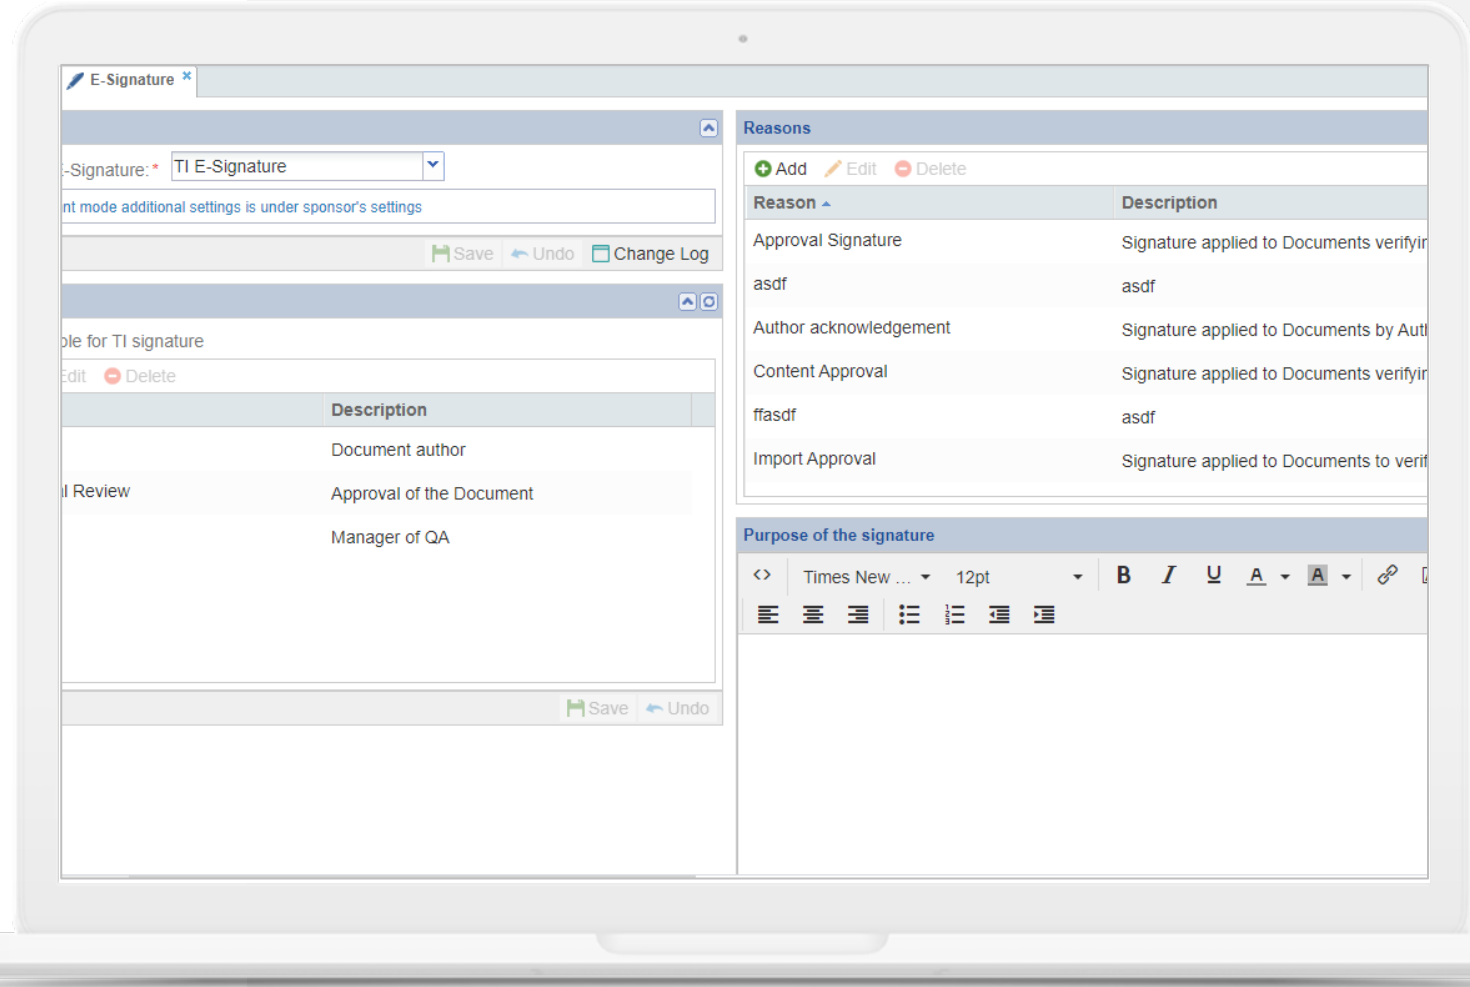 E-Signature
-Signature:* TI E-Signature
nt mode additional settings is under sponsor's settings
Save Undo Change Log
ole for TI signature
Edit Delete
Description
Document author
l Review Approval of the Document
Manager of QA
Save Undo
Reasons
Add Edit Delete
Reason Description
Approval Signature Signature applied to Documents verifyin
asdf asdf
Author acknowledgement Signature applied to Documents by Auth
Content Approval Signature applied to Documents verifyin
ffasdf asdf
Import Approval Signature applied to Documents to verif
Purpose of the signature
<> Times New ... 12pt B I U A A